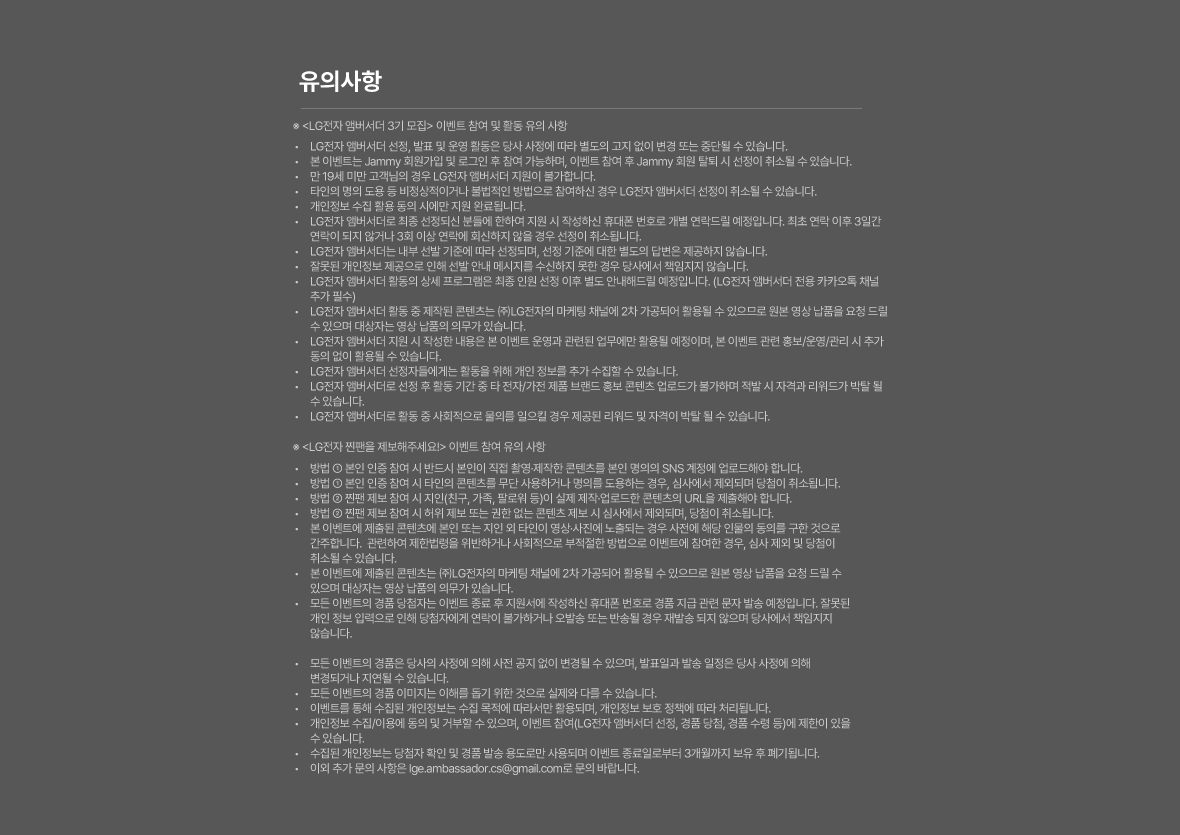 유의사항
※ <LG전자 앰버서더 3기 모집> 이벤트 참여 및 활동 유의 사항
• LG전자 앰버서더 선정, 발표 및 운영 활동은 당사 사정에 따라 별도의 고지 없이 변경 또는 중단될 수 있습니다.
• 본 이벤트는 Jammy 회원가입 및 로그인 후 참여 가능하며, 이벤트 참여 후 Jammy 회원 탈퇴 시 선정이 취소될 수 있습니다.
• 만 19세 미만 고객님의 경우 LG전자 앰버서더 지원이 불가합니다.
• 타인의 명의 도용 등 비정상적이거나 불법적인 방법으로 참여하신 경우 LG전자 앰버서더 선정이 취소될 수 있습니다.
• 개인정보 수집 활용 동의 시에만 지원 완료됩니다.
• LG전자 앰버서더로 최종 선정되신 분들에 한하여 지원 시 작성하신 휴대폰 번호로 개별 연락드릴 예정입니다. 최초 연락 이후 3일간
연락이 되지 않거나 3회 이상 연락에 회신하지 않을 경우 선정이 취소됩니다.
• LG전자 앰버서더는 내부 선발 기준에 따라 선정되며, 선정 기준에 대한 별도의 답변은 제공하지 않습니다.
• 잘못된 개인정보 제공으로 인해 선발 안내 메시지를 수신하지 못한 경우 당사에서 책임지지 않습니다.
• LG전자 앰버서더 활동의 상세 프로그램은 최종 인원 선정 이후 별도 안내해드릴 예정입니다. (LG전자 앰버서더 전용 카카오톡 채널
추가 필수)
• LG전자 앰버서더 활동 중 제작된 콘텐츠는 ㈜LG전자의 마케팅 채널에 2차 가공되어 활용될 수 있으므로 원본 영상 납품을 요청 드릴
수 있으며 대상자는 영상 납품의 의무가 있습니다.
• LG전자 앰버서더 지원 시 작성한 내용은 본 이벤트 운영과 관련된 업무에만 활용될 예정이며, 본 이벤트 관련 홍보/운영/관리 시 추가
동의 없이 활용될 수 있습니다.
• LG전자 앰버서더 선정자들에게는 활동을 위해 개인 정보를 추가 수집할 수 있습니다.
• LG전자 앰버서더로 선정 후 활동 기간 중 타 전자/가전 제품 브랜드 홍보 콘텐츠 업로드가 불가하며 적발 시 자격과 리워드가 박탈 될
수 있습니다.
• LG전자 앰버서더로 활동 중 사회적으로 물의를 일으킬 경우 제공된 리워드 및 자격이 박탈 될 수 있습니다.
※ <LG전자 찐팬을 제보해주세요!> 이벤트 참여 유의 사항
• 방법 ① 본인 인증 참여 시 반드시 본인이 직접 촬영·제작한 콘텐츠를 본인 명의의 SNS 계정에 업로드해야 합니다.
• 방법 ① 본인 인증 참여 시 타인의 콘텐츠를 무단 사용하거나 명의를 도용하는 경우, 심사에서 제외되며 당첨이 취소됩니다.
• 방법 ② 찐팬 제보 참여 시 지인(친구, 가족, 팔로워 등)이 실제 제작·업로드한 콘텐츠의 URL을 제출해야 합니다.
• 방법 ② 찐팬 제보 참여 시 허위 제보 또는 권한 없는 콘텐츠 제보 시 심사에서 제외되며, 당첨이 취소됩니다.
• 본 이벤트에 제출된 콘텐츠에 본인 또는 지인 외 타인이 영상·사진에 노출되는 경우 사전에 해당 인물의 동의를 구한 것으로
간주합니다. 관련하여 제한법령을 위반하거나 사회적으로 부적절한 방법으로 이벤트에 참여한 경우, 심사 제외 및 당첨이
취소될 수 있습니다.
• 본 이벤트에 제출된 콘텐츠는 ㈜LG전자의 마케팅 채널에 2차 가공되어 활용될 수 있으므로 원본 영상 납품을 요청 드릴 수
있으며 대상자는 영상 납품의 의무가 있습니다.
• 모든 이벤트의 경품 당첨자는 이벤트 종료 후 지원서에 작성하신 휴대폰 번호로 경품 지급 관련 문자 발송 예정입니다. 잘못된
개인 정보 입력으로 인해 당첨자에게 연락이 불가하거나 오발송 또는 반송될 경우 재발송 되지 않으며 당사에서 책임지지
않습니다.
• 모든 이벤트의 경품은 당사의 사정에 의해 사전 공지 없이 변경될 수 있으며, 발표일과 발송 일정은 당사 사정에 의해
변경되거나 지연될 수 있습니다.
• 모든 이벤트의 경품 이미지는 이해를 돕기 위한 것으로 실제와 다를 수 있습니다.
• 이벤트를 통해 수집된 개인정보는 수집 목적에 따라서만 활용되며, 개인정보 보호 정책에 따라 처리됩니다.
• 개인정보 수집/이용에 동의 및 거부할 수 있으며, 이벤트 참여(LG전자 앰버서더 선정, 경품 당첨, 경품 수령 등)에 제한이 있을
수 있습니다.
• 수집된 개인정보는 당첨자 확인 및 경품 발송 용도로만 사용되며 이벤트 종료일로부터 3개월까지 보유 후 폐기됩니다.
• 이외 추가 문의 사항은 lge.ambassador.cs@gmail.com로 문의 바랍니다.